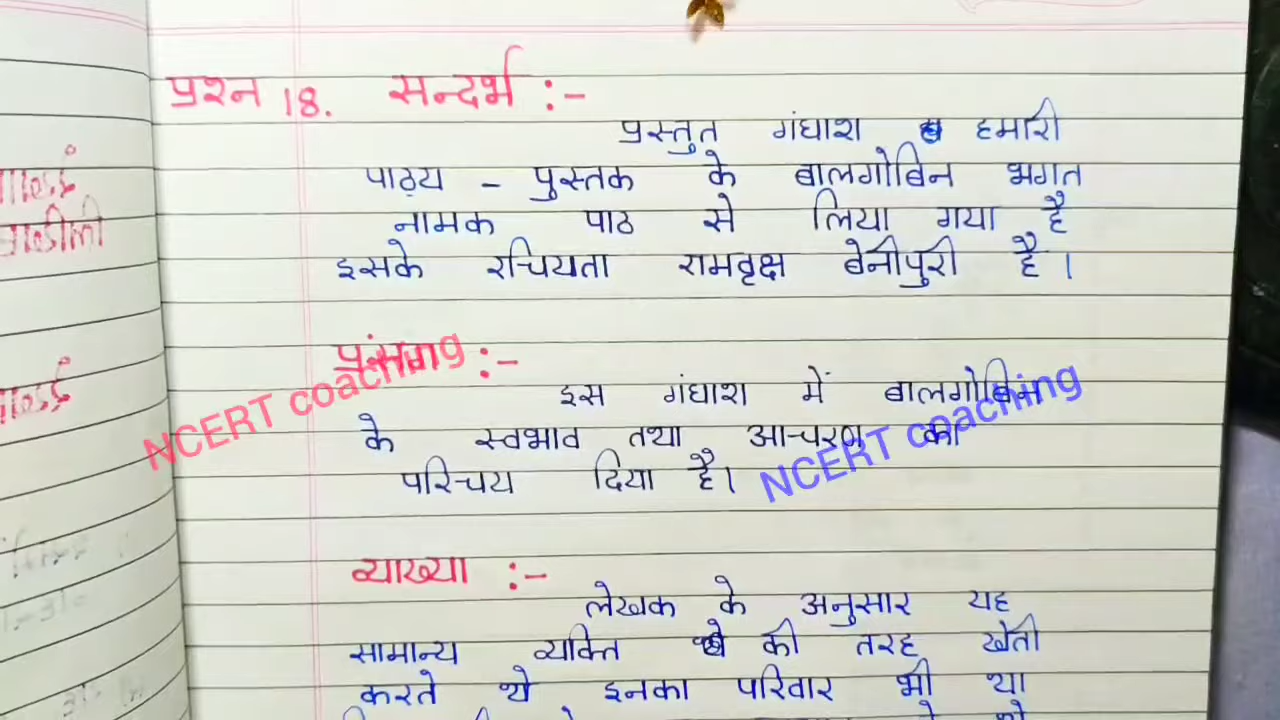 प्रश्न 18. सन्दर्भ :-
प्रस्तुत गंधाश हमारी
पाठ्य - पुस्तक के बालगोबिन भगत
नामक पाठ से लिया गया है
इसके रचियता रामवृक्ष बेनीपुरी है।
:-
इस गंधाश में बालगोबिन
के स्वभाव तथा आचरण का
परिचय दिया है।
NCERT coaching
NCERT coaching
व्याख्या :-
लेखक के अनुसार यह
सामान्य व्यक्ति की तरह खेती
करते थे इनका परिवार भी था